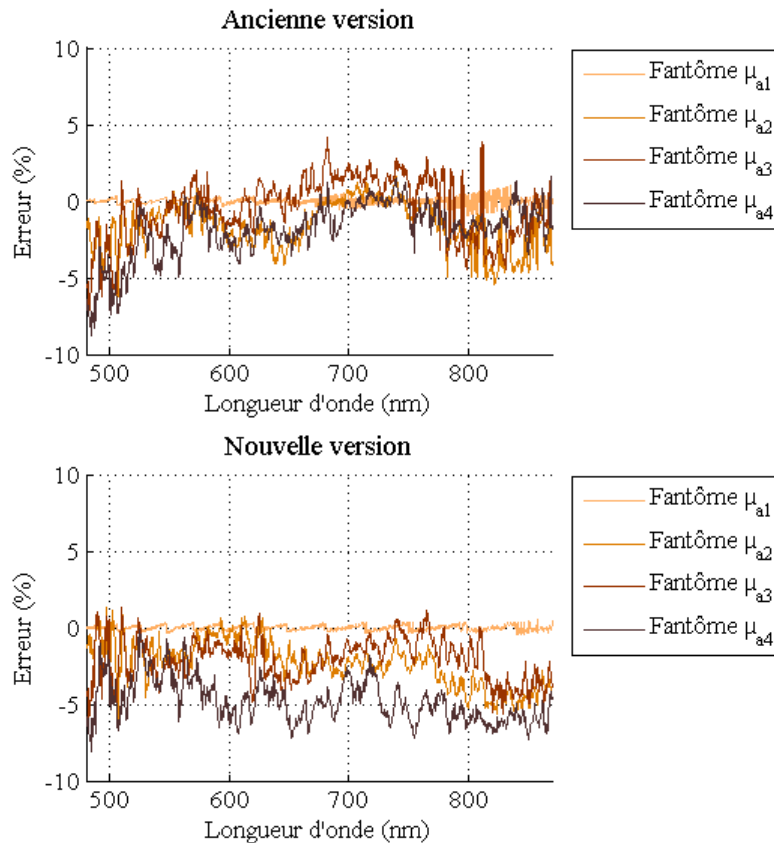 Ancienne version
10
5
0
-5
-10
Erreur (%)
500
600
700
800
Longueur d'onde (nm)
Fantôme μa1
Fantôme μa2
Fantôme μa3
Fantôme μa4
Nouvelle version
10
5
0
-5
-10
Erreur (%)
500
600
700
800
Longueur d'onde (nm)
Fantôme μa1
Fantôme μa2
Fantôme μa3
Fantôme μa4